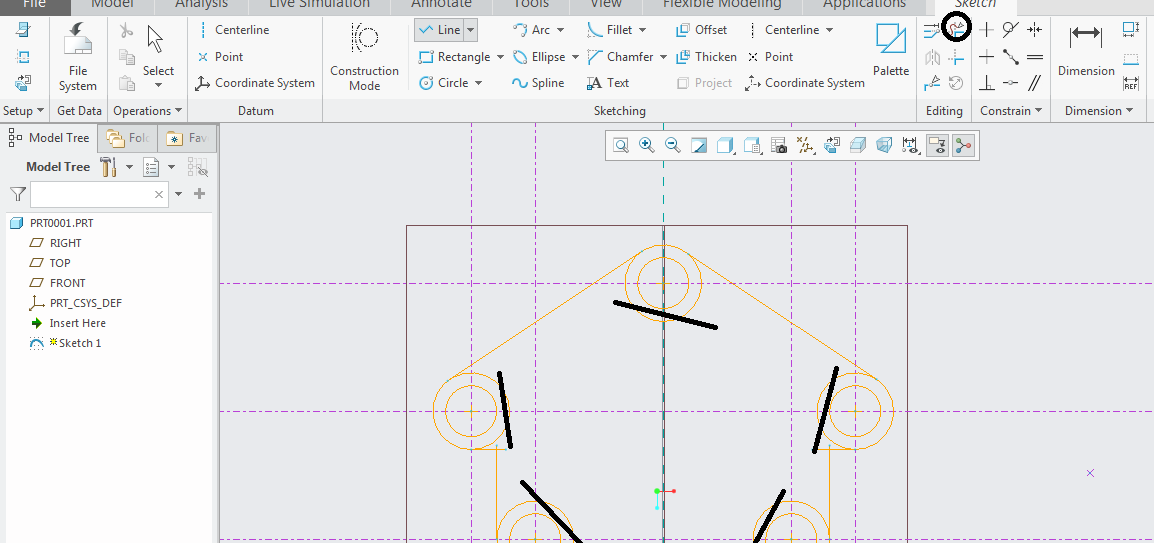 File Model Analysis Live Simulation Annotate Tools View Flexible Modeling Applications Sketch
Centerline Line Arc Fillet Offset Centerline
Point Rectangle Ellipse Chamfer Thicken Point
File System Select Coordinate System Construction Mode Circle Spline Text Project Coordinate System Palette Dimension REF
Setup Get Data Operations Datum Sketching Editing Constrain Dimension
Model Tree Fol Fav
Model Tree
PRT0001.PRT
RIGHT
TOP
FRONT
PRT_CSYS_DEF
Insert Here
Sketch 1